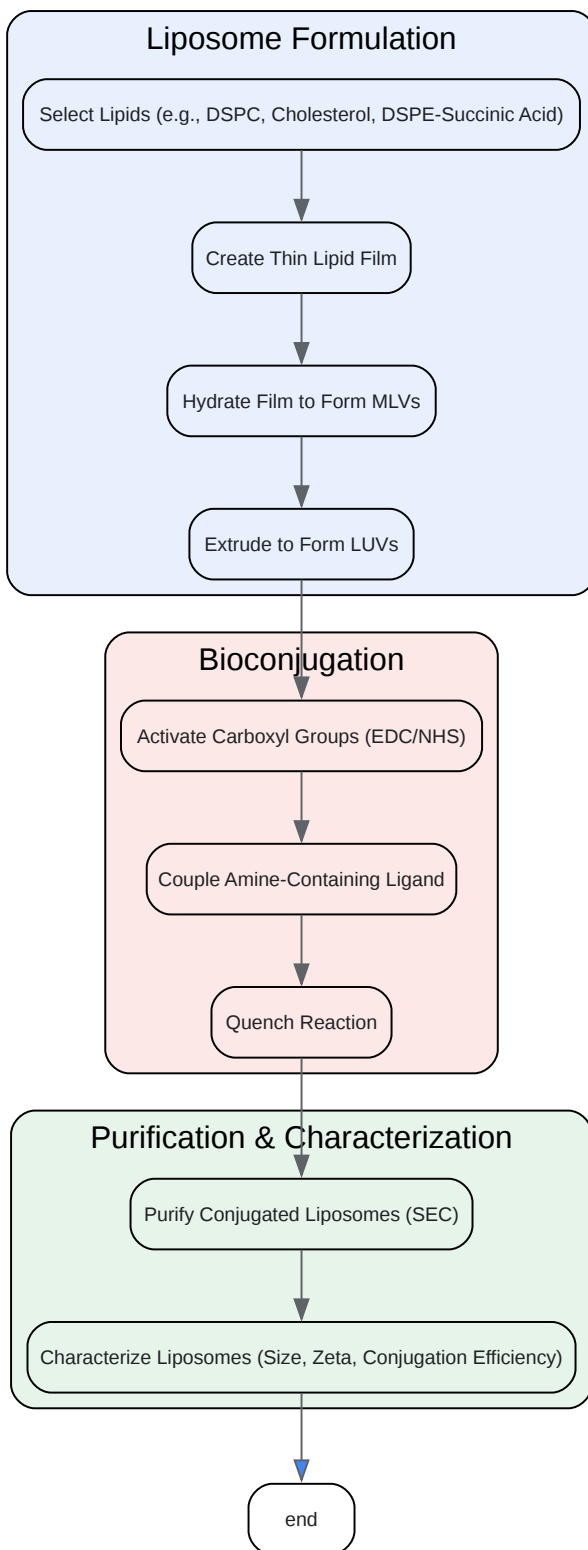 Liposome Formulation
Select Lipids (e.g., DSPC, Cholesterol, DSPE-Succinic Acid)
Create Thin Lipid Film
Hydrate Film to Form MLVs
Extrude to Form LUVs
Bioconjugation
Activate Carboxyl Groups (EDC/NHS)
Couple Amine-Containing Ligand
Quench Reaction
Purification & Characterization
Purify Conjugated Liposomes (SEC)
Characterize Liposomes (Size, Zeta, Conjugation Efficiency)
end